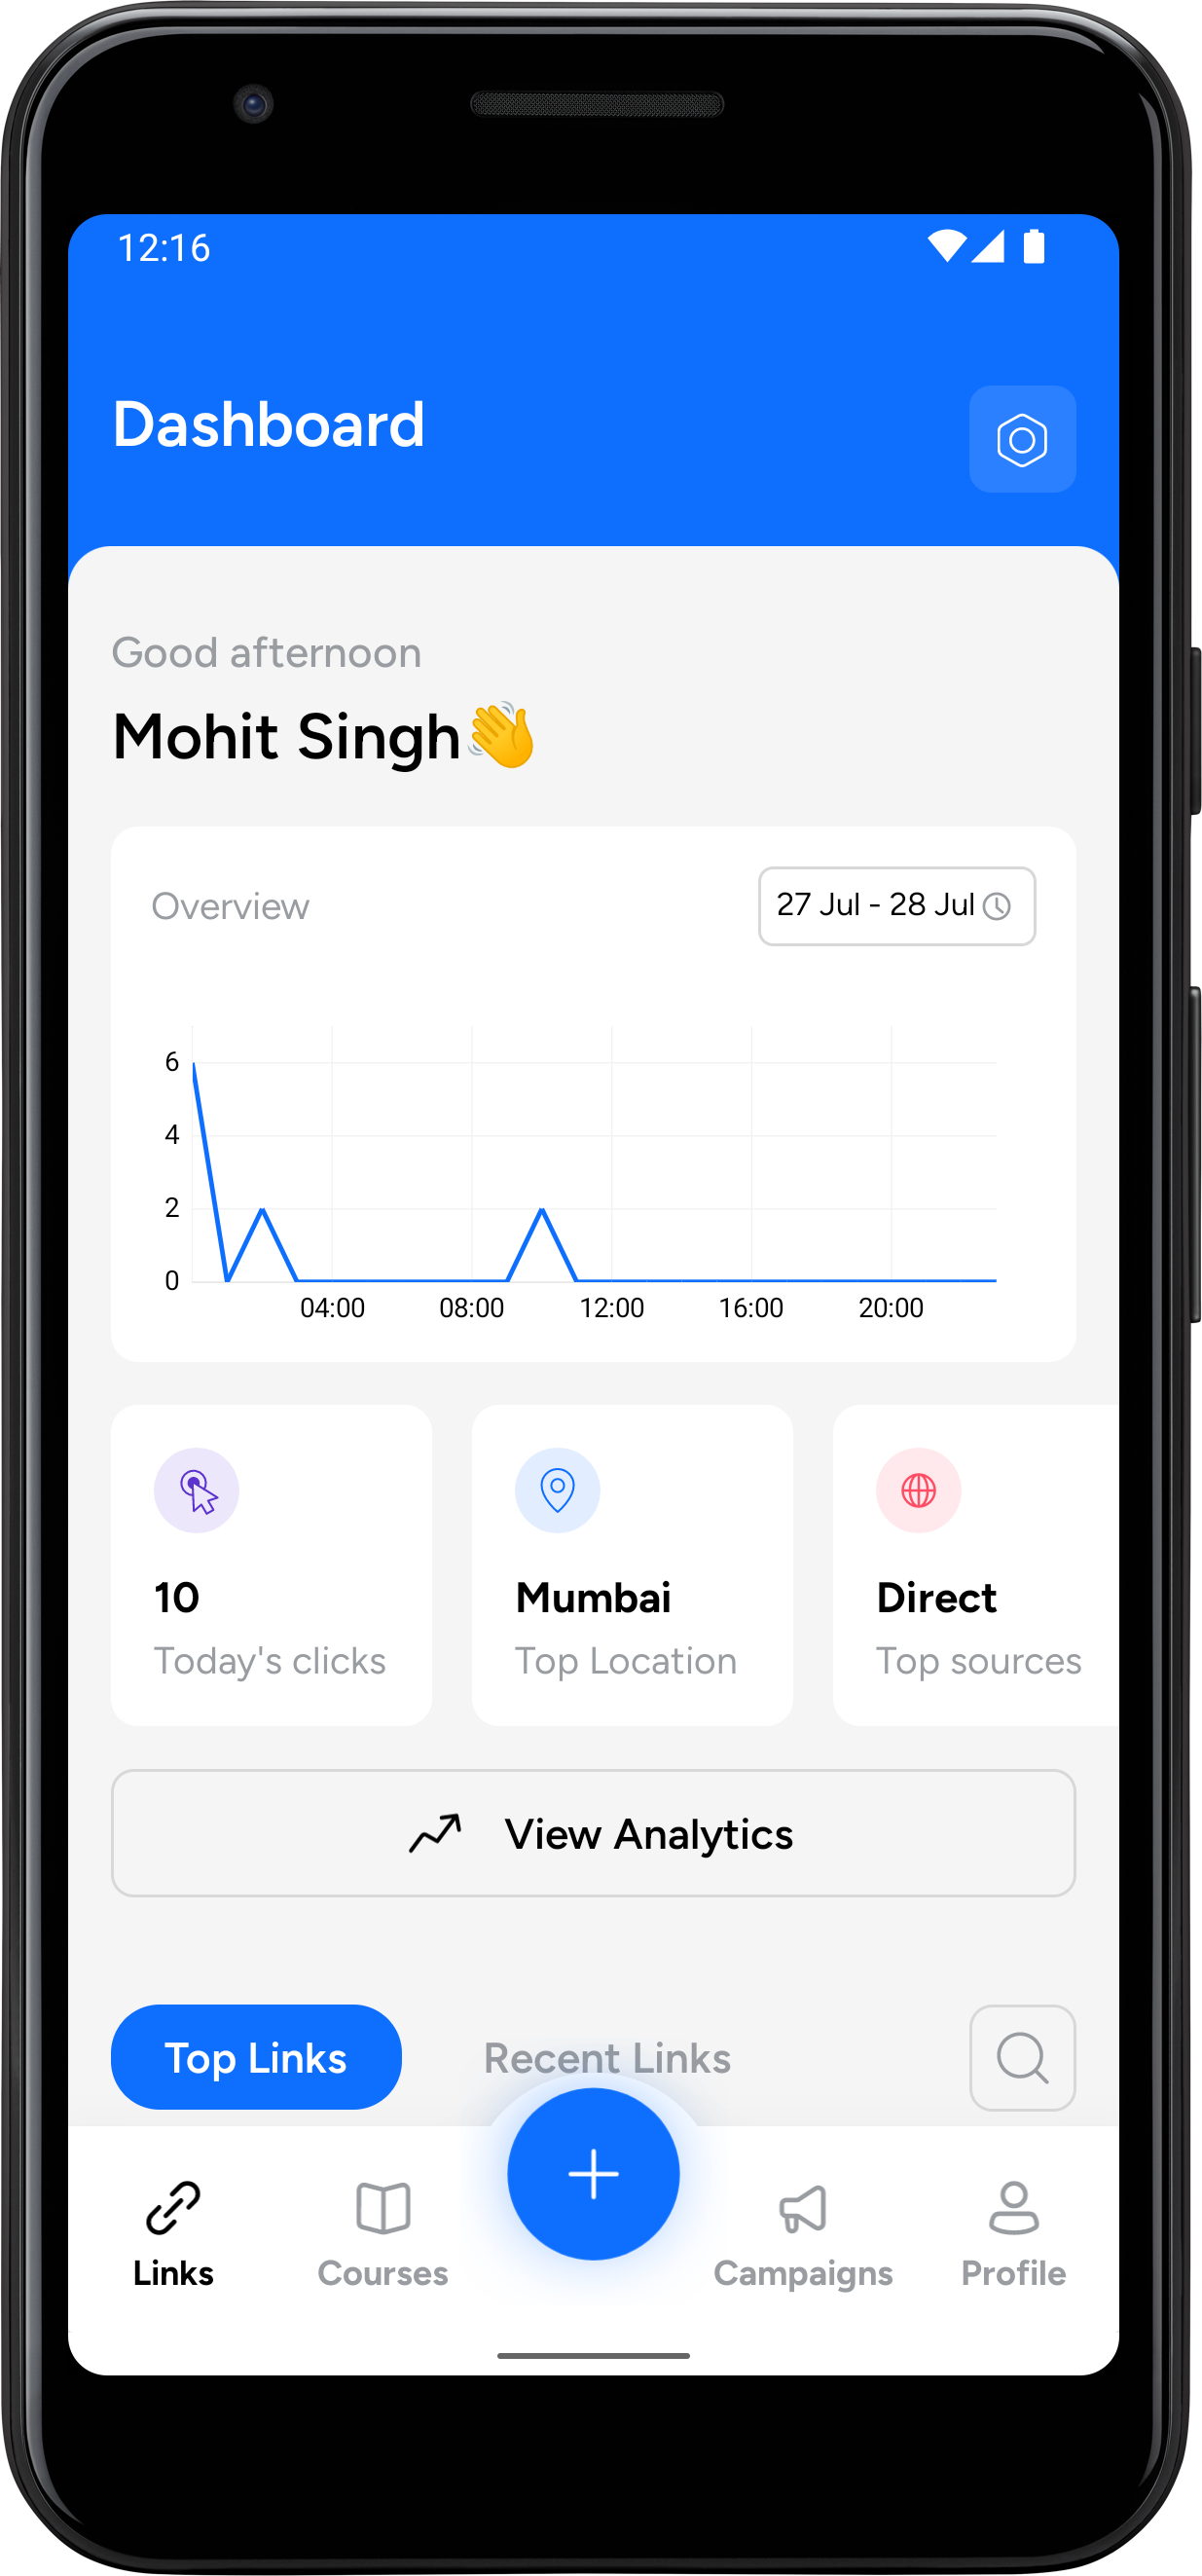 12:16
Dashboard
Good afternoon
Mohit Singh👋
Overview
27 Jul - 28 Jul
6
4
2
0
04:00 08:00 12:00 16:00 20:00
10 Mumbai Direct
Today's clicks Top Location Top sources
View Analytics
Top Links Recent Links
Links Courses Campaigns Profile